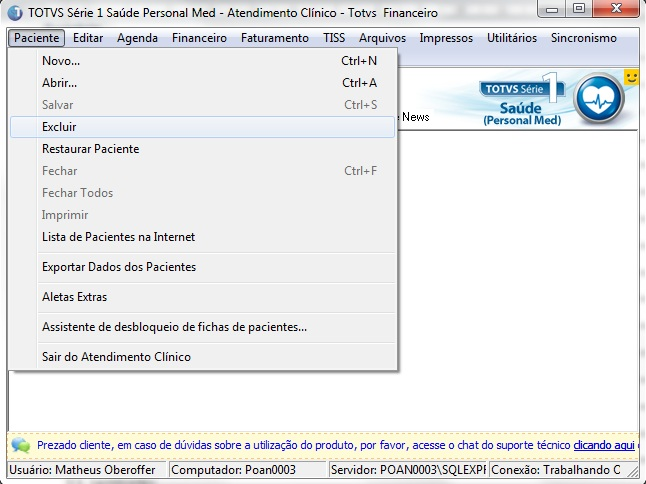 TOTVS Série 1 Saúde Personal Med - Atendimento Clínico - Totvs Financeiro
Paciente Editar Agenda Financeiro Faturamento TISS Arquivos Impressos Utilitários Sincronismo
Novo... Ctrl+N
Abrir... Ctrl+A
Salvar Ctrl+S
Excluir
Restaurar Paciente
Fechar Ctrl+F
Fechar Todos
Imprimir
Lista de Pacientes na Internet
Exportar Dados dos Pacientes
Aletas Extras
Assistente de desbloqueio de fichas de pacientes...
Sair do Atendimento Clínico
e News
TOTVS Série 1
Saúde
(Personal Med)
Prezado cliente, em caso de dúvidas sobre a utilização do produto, por favor, acesse o chat do suporte técnico clicando aqui
Usuário: Matheus Oberoffer Computador: Poan0003 Servidor: POAN0003\SQLEXP Conexão: Trabalhando